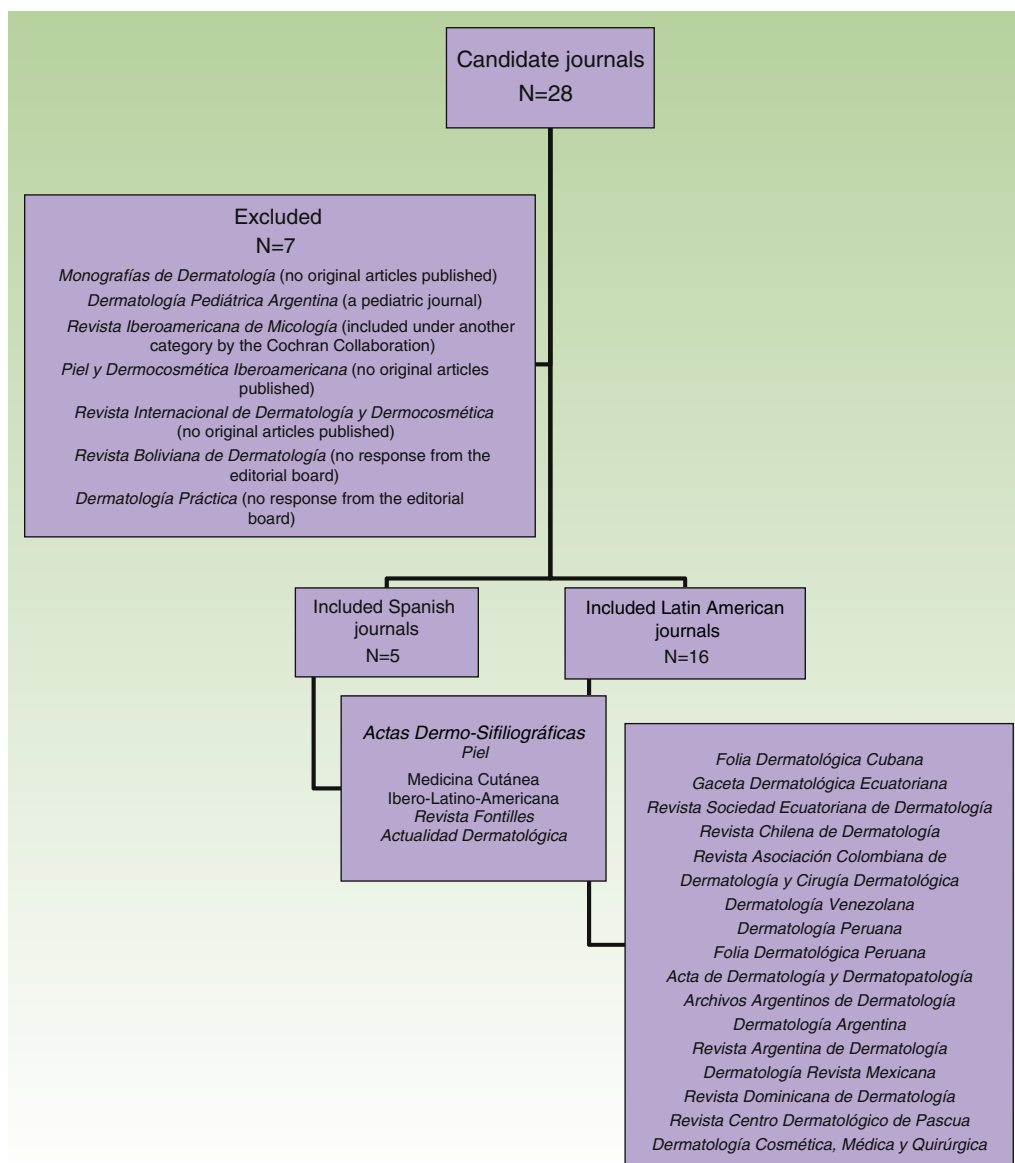 Candidate journals
N=28
Excluded
N=7
Monografías de Dermatología (no original articles published)
Dermatología Pediátrica Argentina (a pediatric journal)
Revista Iberoamericana de Micología (included under another
category by the Cochran Collaboration)
Piel y Dermocosmética Iberoamericana (no original articles
published)
Revista Internacional de Dermatología y Dermocosmética
(no original articles published)
Revista Boliviana de Dermatología (no response from the
editorial board)
Dermatología Práctica (no response from the editorial
board)
Included Spanish
journals
N=5
Included Latin American
journals
N=16
Actas Dermo-Sifiliográficas
Piel
Medicina Cutánea
Ibero-Latino-Americana
Revista Fontilles
Actualidad Dermatológica
Folia Dermatológica Cubana
Gaceta Dermatológica Ecuatoriana
Revista Sociedad Ecuatoriana de Dermatología
Revista Chilena de Dermatología
Revista Asociación Colombiana de
Dermatología y Cirugía Dermatológica
Dermatología Venezolana
Dermatología Peruana
Folia Dermatológica Peruana
Acta de Dermatología y Dermatopatología
Archivos Argentinos de Dermatología
Dermatología Argentina
Revista Argentina de Dermatología
Dermatología Revista Mexicana
Revista Dominicana de Dermatología
Revista Centro Dermatológico de Pascua
Dermatología Cosmética, Médica y Quirúrgica